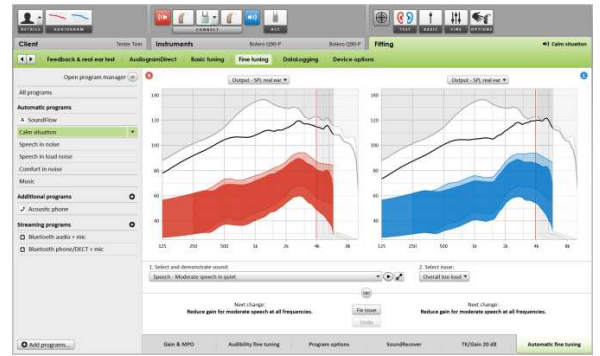 DETAILS
AUDIOGRAM
CONNECT
ACC
TEST
BASIC
FINE
OPTIONS
Client
Tester Tom
Instruments
Bolero Q90-P
Bolero Q90-P
Fitting
Calm situation
Feedback & real ear test
AudiogramDirect
Basic tuning
Fine tuning
DataLogging
Device options
Open program manager
All programs
Automatic programs
A SoundFlow
Calm situation
Speech in noise
Speech in loud noise
Comfort in noise
Music
Additional programs
Acoustic phone
Streaming programs
Bluetooth audio + mic
Bluetooth phone/DECT + mic
Add programs...
Output - SPL real ear
140
120
100
80
60
40
125 250 500 1k 2k 4k 8k
Output - SPL real ear
140
120
100
80
60
40
125 250 500 1k 2k 4k 8k
1. Select and demonstrate sound:
Speech - Moderate speech in quiet
2. Select issue:
Overall too loud
Next change:
Reduce gain for moderate speech at all frequencies.
Fix issue
Undo
Next change:
Reduce gain for moderate speech at all frequencies.
Gain & MPO
Audibility fine tuning
Program options
SoundRecover
TK/Gain 20 dB
Automatic fine tuning